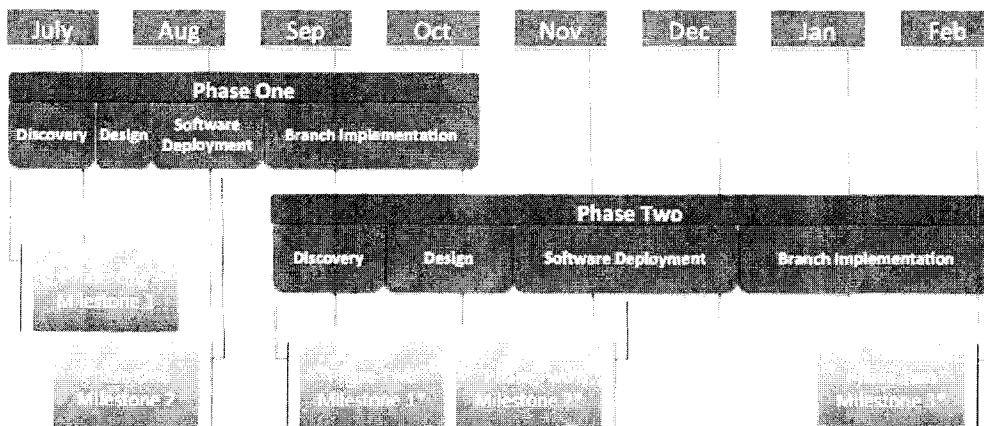 July Aug Sep Oct Nov Dec Jan Feb
Phase One
Discovery Design Software Deployment Branch Implementation
Phase Two
Discovery Design Software Deployment Branch Implementation
Milestone 1
Milestone 2 Milestone 1* Milestone 2* Milestone 3*